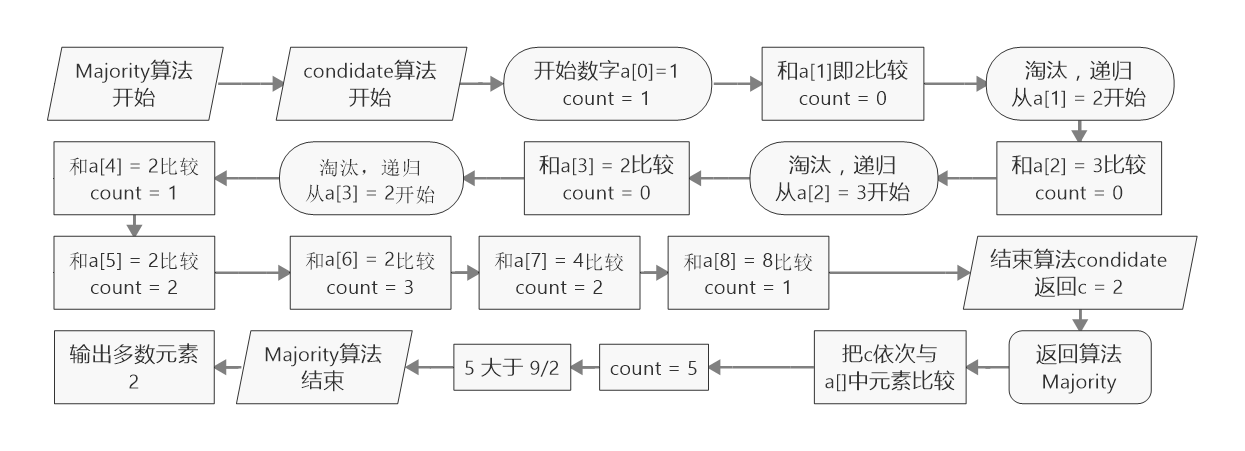 Majority算法
开始
condidate算法
开始
开始数字a[0]=1
count = 1
和a[1]即2比较
count = 0
淘汰，递归
从a[1] = 2开始
和a[2] = 3比较
count = 0
淘汰，递归
从a[2] = 3开始
和a[3] = 2比较
count = 0
淘汰，递归
从a[3] = 2开始
和a[4] = 2比较
count = 1
和a[5] = 2比较
count = 2
和a[6] = 2比较
count = 3
和a[7] = 4比较
count = 2
和a[8] = 8比较
count = 1
结束算法condidate
返回c = 2
返回算法
Majority
把c依次与
a[]中元素比较
count = 5
5 大于 9/2
Majority算法
结束
输出多数元素
2